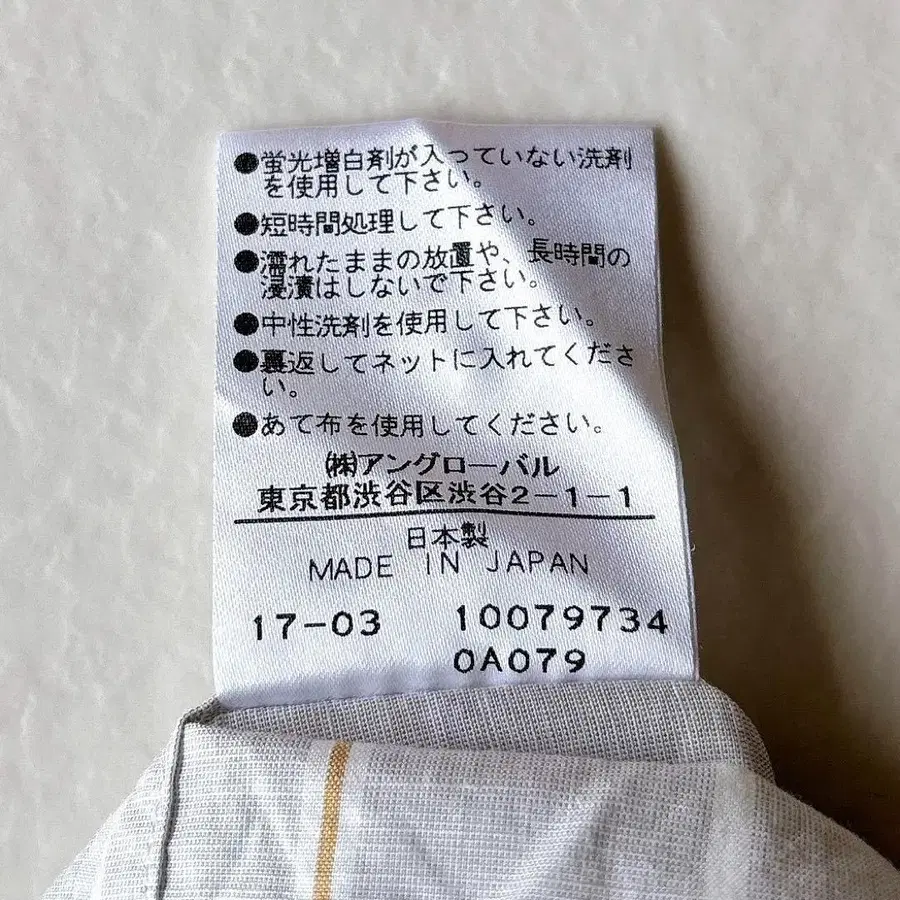 ●蛍光増白剤が入っていない洗剤
を使用して下さい。
●短時間処理して下さい。
●濡れたままの放置や、長時間の
浸漬はしないで下さい。
●中性洗剤を使用して下さい。
●裏返してネットに入れてくださ
い。
●あて布を使用してください。
㈱アングローバル
東京都渋谷区渋谷2-1-1
日本製
MADE IN JAPAN
17-03 10079734
0A079